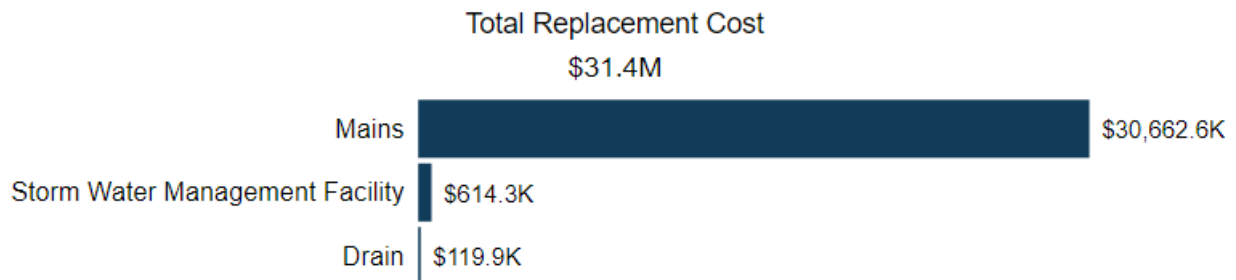 Total Replacement Cost
$31.4M
Mains $30,662.6K
Storm Water Management Facility $614.3K
Drain $119.9K